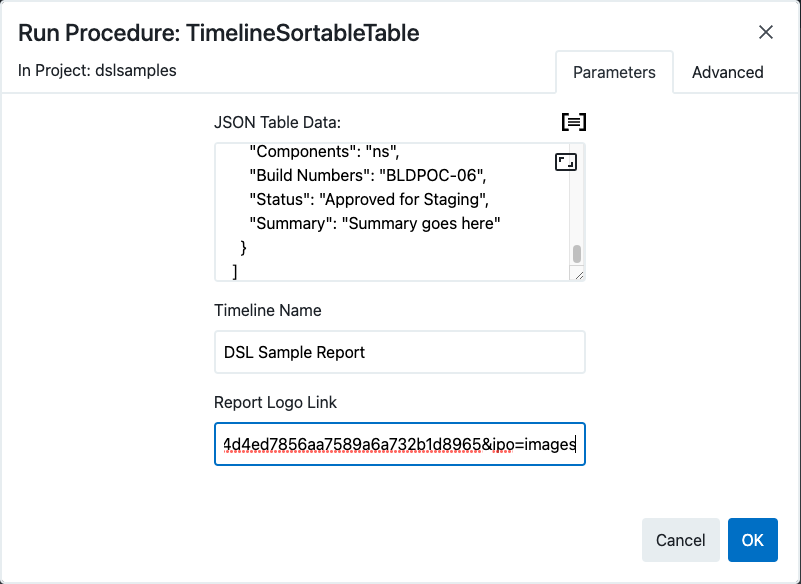 Run Procedure: TimelineSortableTable
In Project: dslsamples
Parameters
Advanced
JSON Table Data:
"Components": "ns",
"Build Numbers": "BLDPOC-06",
"Status": "Approved for Staging",
"Summary": "Summary goes here"
}
]
Timeline Name
DSL Sample Report
Report Logo Link
4d4ed7856aa7589a6a732b1d8965&ipo=images
Cancel
OK